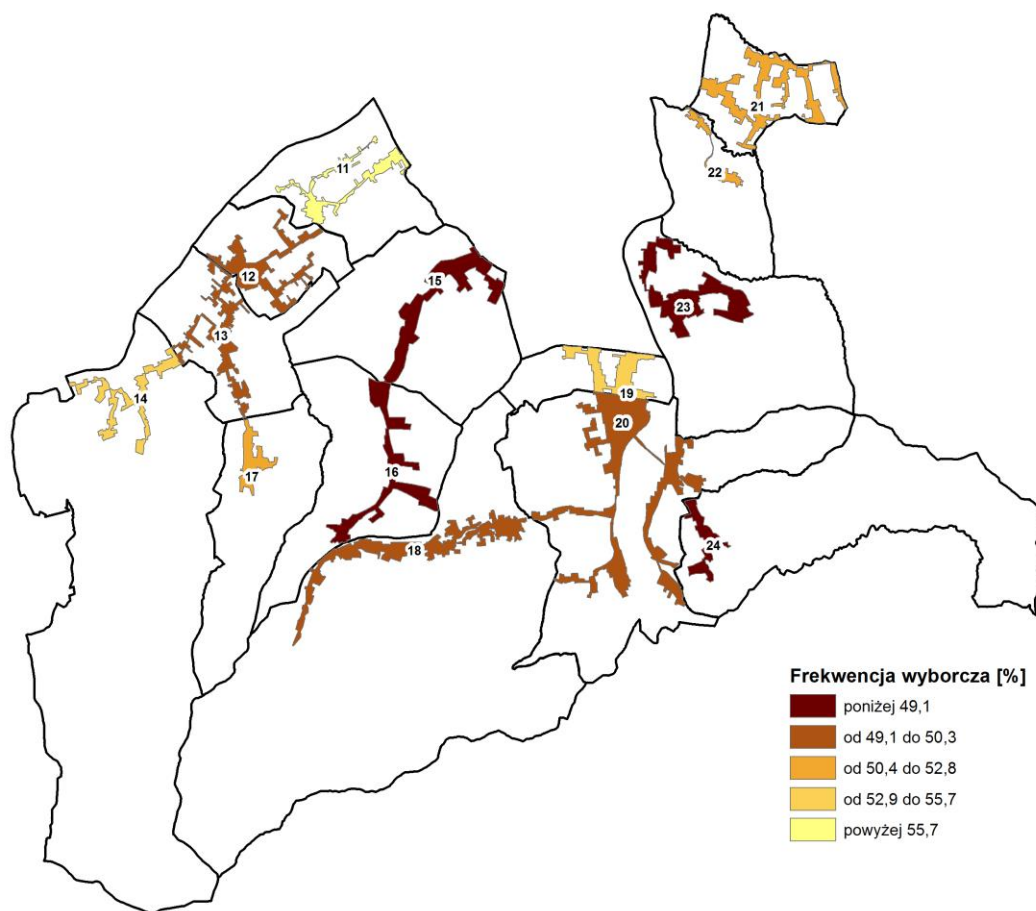 21
22
11
12
15
23
13
14
19
20
16
17
18
24
Frekwencja wyborcza [%]
poniżej 49,1
od 49,1 do 50,3
od 50,4 do 52,8
od 52,9 do 55,7
powyżej 55,7